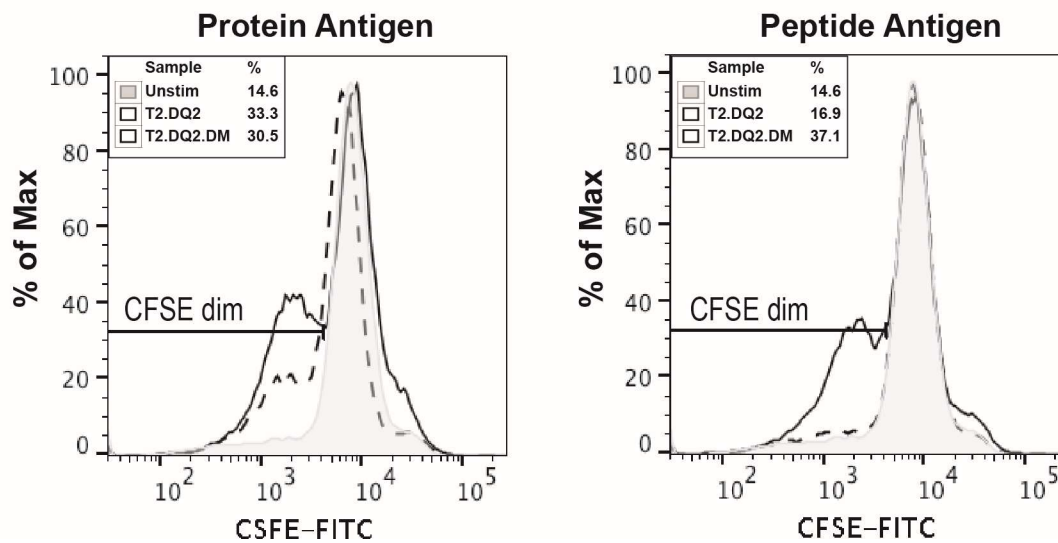 Protein Antigen
Sample %
Unstim 14.6
T2.DQ2 33.3
T2.DQ2.DM 30.5
100
80
60
40
20
0
% of Max
CFSE dim
10^2 10^3 10^4 10^5
CSFE-FITC
Peptide Antigen
Sample %
Unstim 14.6
T2.DQ2 16.9
T2.DQ2.DM 37.1
100
80
60
40
20
0
% of Max
CFSE dim
10^2 10^3 10^4 10^5
CFSE-FITC